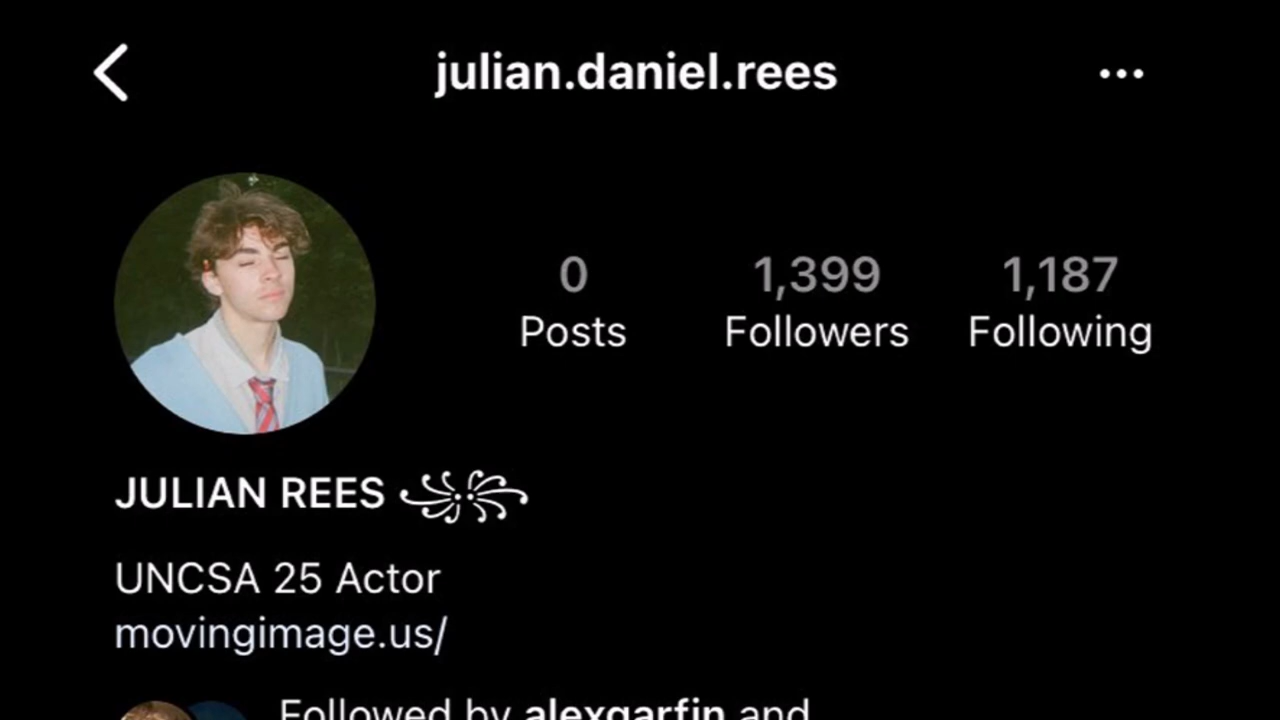 julian.daniel.rees
0 1,399 1,187
Posts Followers Following
JULIAN REES ꧁꧂
UNCSA 25 Actor
movingimage.us/
Followed by alexgarfin and